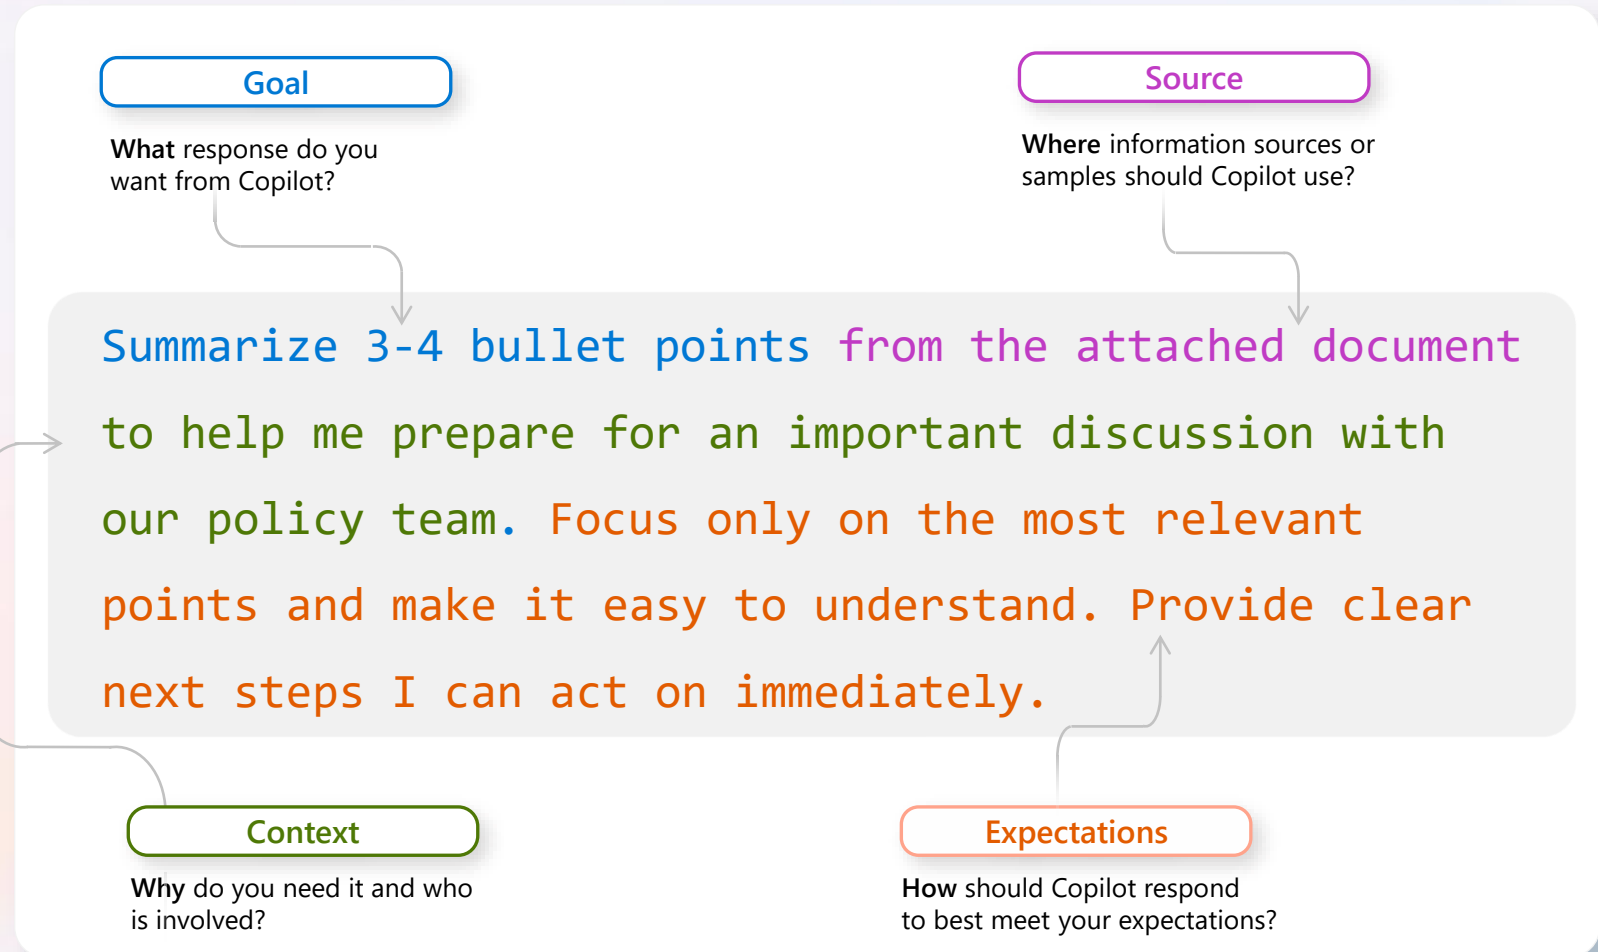 Goal
What response do you
want from Copilot?
Source
Where information sources or
samples should Copilot use?
Summarize 3-4 bullet points from the attached document
to help me prepare for an important discussion with
our policy team. Focus only on the most relevant
points and make it easy to understand. Provide clear
next steps I can act on immediately.
Context
Why do you need it and who
is involved?
Expectations
How should Copilot respond
to best meet your expectations?